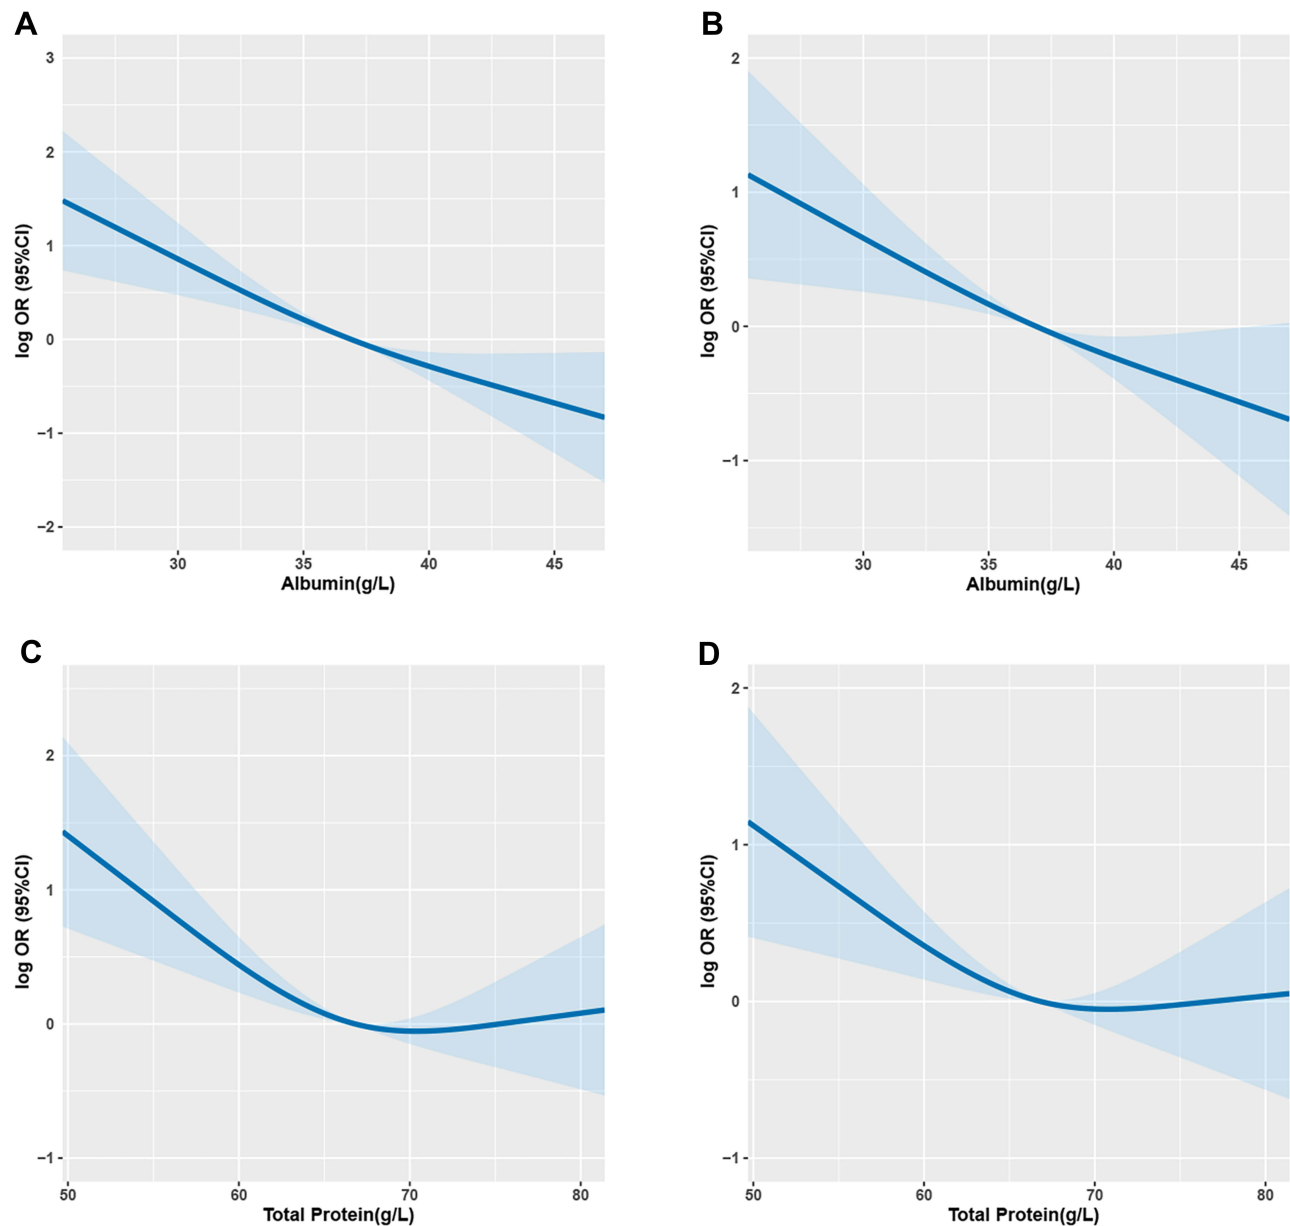 A
3
2
1
0
−1
−2
log OR (95%CI)
30 35 40 45
Albumin(g/L)
B
2
1
0
−1
log OR (95%CI)
30 35 40 45
Albumin(g/L)
C
2
1
0
−1
log OR (95%CI)
50 60 70 80
Total Protein(g/L)
D
2
1
0
−1
log OR (95%CI)
50 60 70 80
Total Protein(g/L)